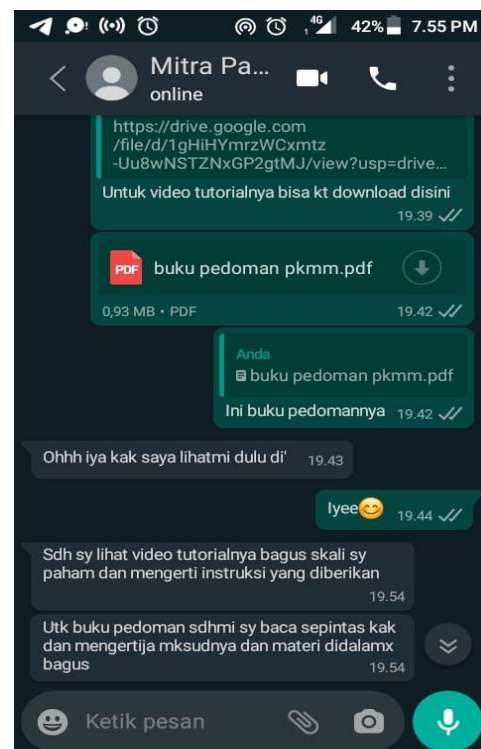 4G 42% 7.55 PM
Mitra Pa...
online
https://drive.google.com
/file/d/1gHiHYmrzWCxmtz
-Uu8wNSTZNxGP2gtMJ/view?usp=drive...
Untuk video tutorialnya bisa kt download disini
19.39
PDF buku pedoman pkmm.pdf
0,93 MB • PDF 19.42
Anda
buku pedoman pkmm.pdf
Ini buku pedomannya 19.42
Ohhh iya kak saya lihatmi dulu di' 19.43
Iyee😊 19.44
Sdh sy lihat video tutorialnya bagus skali sy
paham dan mengerti instruksi yang diberikan
19.54
Utk buku pedoman sdhmi sy baca sepintas kak
dan mengertija mksudnya dan materi didalamx
bagus 19.54
Ketik pesan